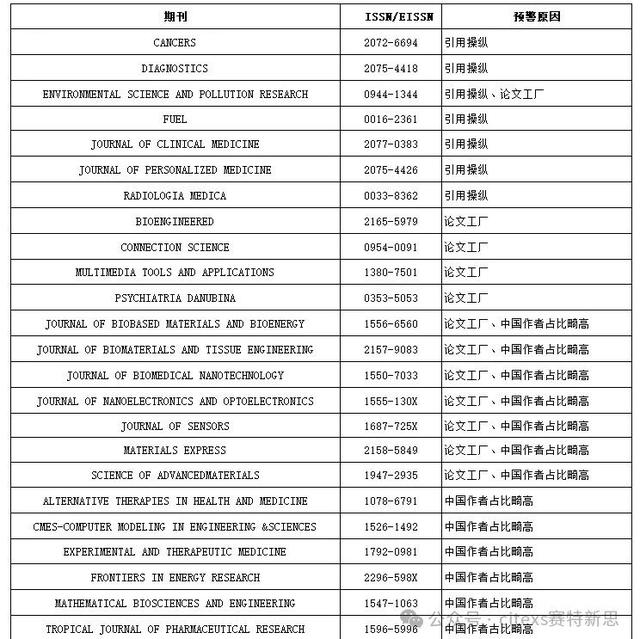 期刊 ISSN/EISSN 预警原因
CANCERS 2072-6694 引用操纵
DIAGNOSTICS 2075-4418 引用操纵
ENVIRONMENTAL SCIENCE AND POLLUTION RESEARCH 0944-1344 引用操纵、论文工厂
FUEL 0016-2361 引用操纵
JOURNAL OF CLINICAL MEDICINE 2077-0383 引用操纵
JOURNAL OF PERSONALIZED MEDICINE 2075-4426 引用操纵
RADIOLOGIA MEDICA 0033-8362 引用操纵
BIOENGINEERED 2165-5979 论文工厂
CONNECTION SCIENCE 0954-0091 论文工厂
MULTIMEDIA TOOLS AND APPLICATIONS 1380-7501 论文工厂
PSYCHIATRIA DANUBINA 0353-5053 论文工厂
JOURNAL OF BIOBASED MATERIALS AND BIOENERGY 1556-6560 论文工厂、中国作者占比畸高
JOURNAL OF BIOMATERIALS AND TISSUE ENGINEERING 2157-9083 论文工厂、中国作者占比畸高
JOURNAL OF BIOMEDICAL NANOTECHNOLOGY 1550-7033 论文工厂、中国作者占比畸高
JOURNAL OF NANOELECTRONICS AND OPTOELECTRONICS 1555-130X 论文工厂、中国作者占比畸高
JOURNAL OF SENSORS 1687-725X 论文工厂、中国作者占比畸高
MATERIALS EXPRESS 2158-5849 论文工厂、中国作者占比畸高
SCIENCE OF ADVANCEDMATERIALS 1947-2935 论文工厂、中国作者占比畸高
ALTERNATIVE THERAPIES IN HEALTH AND MEDICINE 1078-6791 中国作者占比畸高
CMES-COMPUTER MODELING IN ENGINEERING &SCIENCES 1526-1492 中国作者占比畸高
EXPERIMENTAL AND THERAPEUTIC MEDICINE 1792-0981 中国作者占比畸高
FRONTIERS IN ENERGY RESEARCH 2296-598X 中国作者占比畸高
MATHEMATICAL BIOSCIENCES AND ENGINEERING 1547-1063 中国作者占比畸高
公众号 · citexs赛特新思
TROPICAL JOURNAL OF PHARMACEUTICAL RESEARCH 1596-5996 中国作者占比畸高